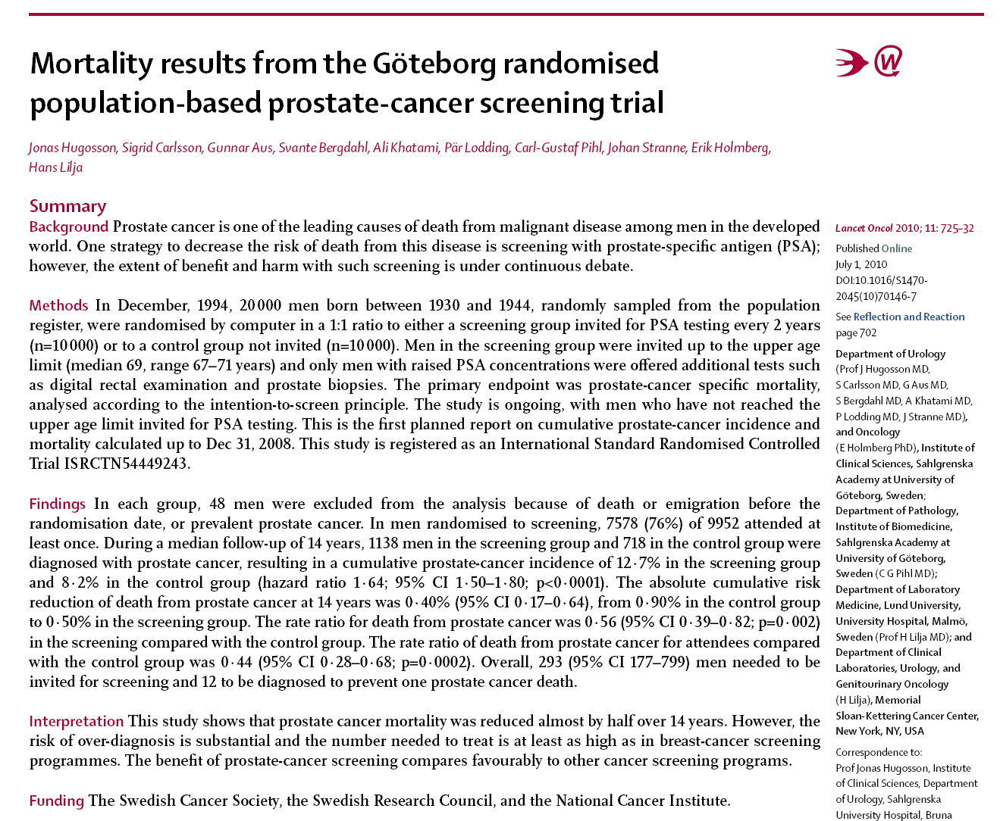 Mortality results from the Göteborg randomised
population-based prostate-cancer screening trial
Jonas Hugosson, Sigrid Carlsson, Gunnar Aus, Svante Bergdahl, Ali Khatami, Pär Lodding, Carl-Gustaf Pihl, Johan Stranne, Erik Holmberg,
Hans Lilja
Summary
Background Prostate cancer is one of the leading causes of death from malignant disease among men in the developed
world. One strategy to decrease the risk of death from this disease is screening with prostate-specific antigen (PSA);
however, the extent of benefit and harm with such screening is under continuous debate.
Methods In December, 1994, 20 000 men born between 1930 and 1944, randomly sampled from the population
register, were randomised by computer in a 1:1 ratio to either a screening group invited for PSA testing every 2 years
(n=10 000) or to a control group not invited (n=10 000). Men in the screening group were invited up to the upper age
limit (median 69, range 67–71 years) and only men with raised PSA concentrations were offered additional tests such
as digital rectal examination and prostate biopsies. The primary endpoint was prostate-cancer specific mortality,
analysed according to the intention-to-screen principle. The study is ongoing, with men who have not reached the
upper age limit invited for PSA testing. This is the first planned report on cumulative prostate-cancer incidence and
mortality calculated up to Dec 31, 2008. This study is registered as an International Standard Randomised Controlled
Trial ISRCTN54449243.
Findings In each group, 48 men were excluded from the analysis because of death or emigration before the
randomisation date, or prevalent prostate cancer. In men randomised to screening, 7578 (76%) of 9952 attended at
least once. During a median follow-up of 14 years, 1138 men in the screening group and 718 in the control group were
diagnosed with prostate cancer, resulting in a cumulative prostate-cancer incidence of 12·7% in the screening group
and 8·2% in the control group (hazard ratio 1·64; 95% CI 1·50–1·80; p<0·0001). The absolute cumulative risk
reduction of death from prostate cancer at 14 years was 0·40% (95% CI 0·17–0·64), from 0·90% in the control group
to 0·50% in the screening group. The rate ratio for death from prostate cancer was 0·56 (95% CI 0·39–0·82; p=0·002)
in the screening compared with the control group. The rate ratio of death from prostate cancer for attendees compared
with the control group was 0·44 (95% CI 0·28–0·68; p=0·0002). Overall, 293 (95% CI 177–799) men needed to be
invited for screening and 12 to be diagnosed to prevent one prostate cancer death.
Interpretation This study shows that prostate cancer mortality was reduced almost by half over 14 years. However, the
risk of over-diagnosis is substantial and the number needed to treat is at least as high as in breast-cancer screening
programmes. The benefit of prostate-cancer screening compares favourably to other cancer screening programs.
Funding The Swedish Cancer Society, the Swedish Research Council, and the National Cancer Institute.
W
Lancet Oncol 2010; 11: 725–32
Published Online
July 1, 2010
DOI:10.1016/S1470-
2045(10)70146-7
See Reflection and Reaction
page 702
Department of Urology
(Prof J Hugosson MD,
S Carlsson MD, G Aus MD,
S Bergdahl MD, A Khatami MD,
P Lodding MD, J Stranne MD),
and Oncology
(E Holmberg PhD), Institute of
Clinical Sciences, Sahlgrenska
Academy at University of
Göteborg, Sweden;
Department of Pathology,
Institute of Biomedicine,
Sahlgrenska Academy at
University of Göteborg,
Sweden (C G Pihl MD);
Department of Laboratory
Medicine, Lund University,
University Hospital, Malmö,
Sweden (Prof H Lilja MD); and
Department of Clinical
Laboratories, Urology, and
Genitourinary Oncology
(H Lilja), Memorial
Sloan-Kettering Cancer Center,
New York, NY, USA
Correspondence to:
Prof Jonas Hugosson, Institute
of Clinical Sciences, Department
of Urology, Sahlgrenska
University Hospital, Bruna